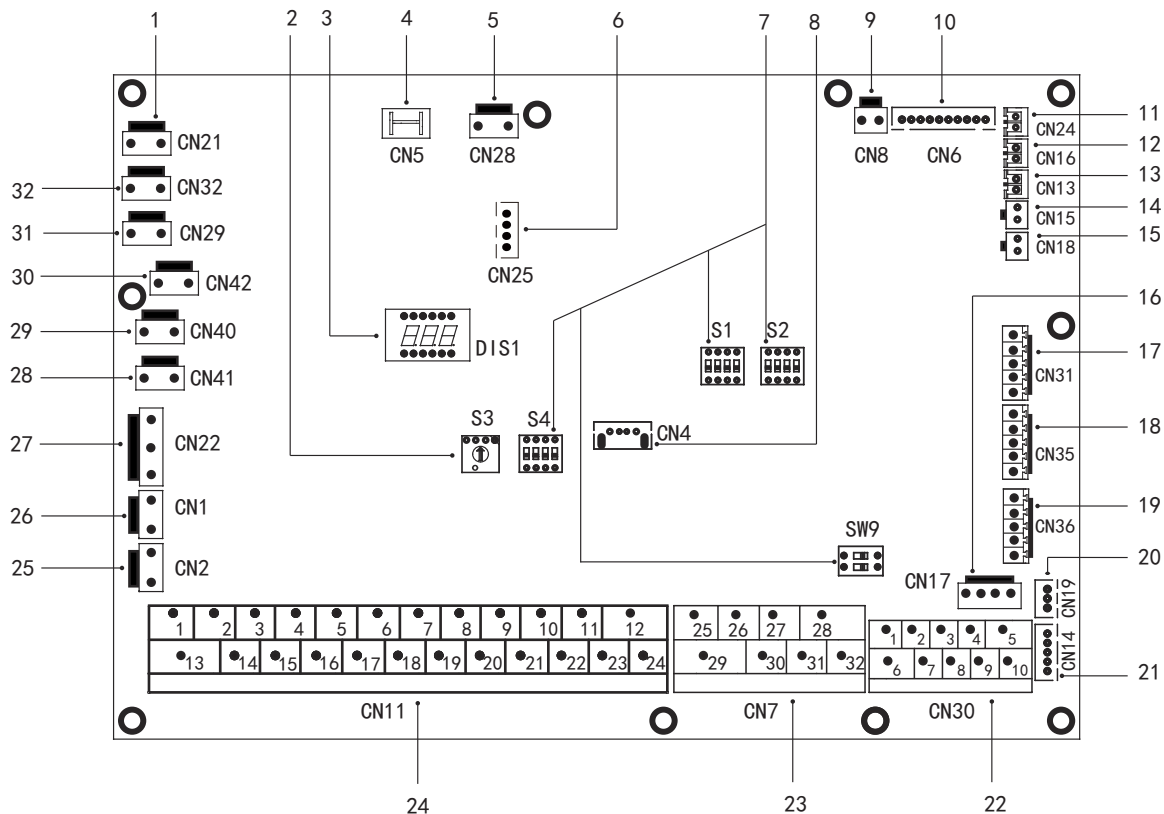 1 2 3 4 5 6 7 8 9 10
11
CN21 CN5 CN28 CN8 CN6 CN24
12
CN16
13
32 CN32 CN13
14
CN15
31 CN29 15
CN18
CN25
30 CN42
16
29 CN40 DIS1 S1 S2
17
28 CN41 CN31
S3 S4 CN4
18
27 CN22 CN35
26 CN1 19
SW9 CN36
25 CN2 20
CN17 CN19
1 2 3 4 5 6 7 8 9 10 11 12 25 26 27 28 1 2 3 4 5
13 14 15 16 17 18 19 20 21 22 23 24 29 30 31 32 6 7 8 9 10
CN14
21
CN11 CN7 CN30
24 23 22